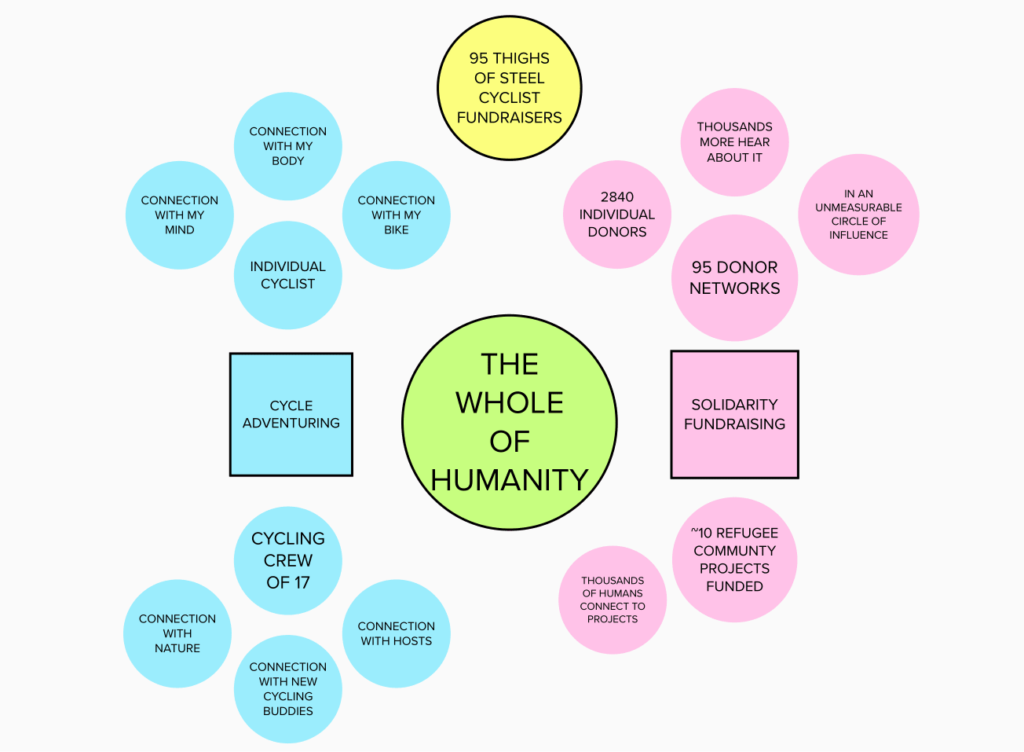 95 THIGHS
OF STEEL
CYCLIST
FUNDRAISERS
CONNECTION
WITH MY
BODY
CONNECTION
WITH MY
MIND
CONNECTION
WITH MY
BIKE
INDIVIDUAL
CYCLIST
THOUSANDS
MORE HEAR
ABOUT IT
2840
INDIVIDUAL
DONORS
IN AN
UNMEASURABLE
CIRCLE OF
INFLUENCE
95 DONOR
NETWORKS
CYCLE
ADVENTURING
THE
WHOLE
OF
HUMANITY
SOLIDARITY
FUNDRAISING
CYCLING
CREW
OF 17
CONNECTION
WITH
NATURE
CONNECTION
WITH HOSTS
CONNECTION
WITH NEW
CYCLING
BUDDIES
~10 REFUGEE
COMMUNTY
PROJECTS
FUNDED
THOUSANDS
OF HUMANS
CONNECT TO
PROJECTS